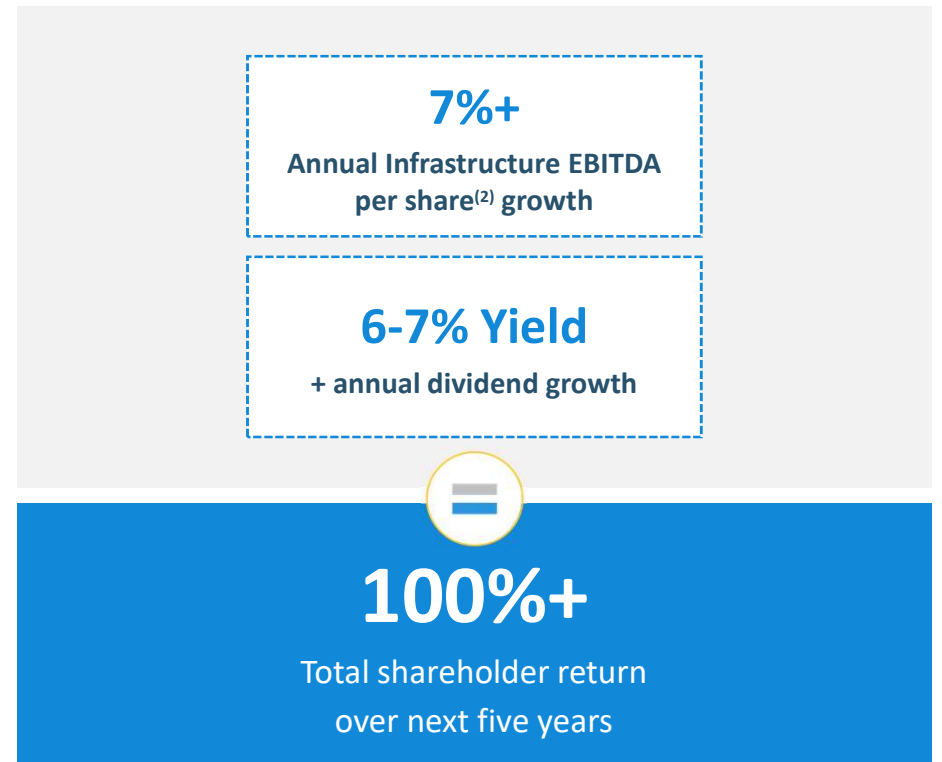 7%+
Annual Infrastructure EBITDA
per share(2) growth
6-7% Yield
+ annual dividend growth
=
100%+
Total shareholder return
over next five years